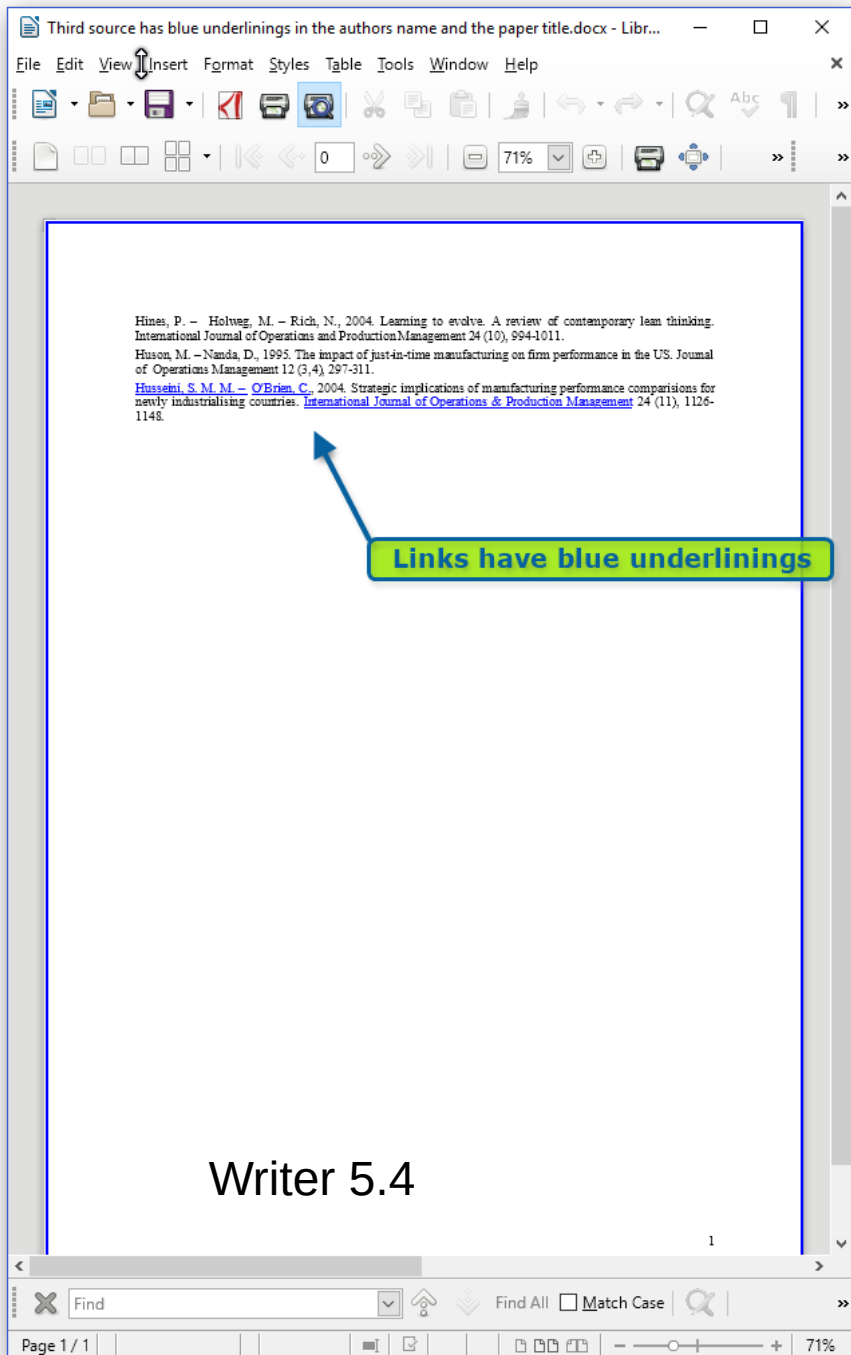 Third source has blue underlinings in the authors name and the paper title.docx - Libr...
File Edit View Insert Format Styles Table Tools Window Help
Abc
0 71%
Hines, P. – Holweg, M. – Rich, N., 2004. Learning to evolve. A review of contemporary lean thinking.
International Journal of Operations and Production Management 24 (10), 994-1011.
Huson, M. – Nanda, D., 1995. The impact of just-in-time manufacturing on firm performance in the US. Journal
of Operations Management 12 (3,4), 297-311.
Husseini, S. M. M. – O'Brien, C., 2004. Strategic implications of manufacturing performance comparisions for
newly industrialising countries. International Journal of Operations & Production Management 24 (11), 1126-
1148.
Links have blue underlinings
Writer 5.4
1
Find Find All Match Case
Page 1 / 1 71%